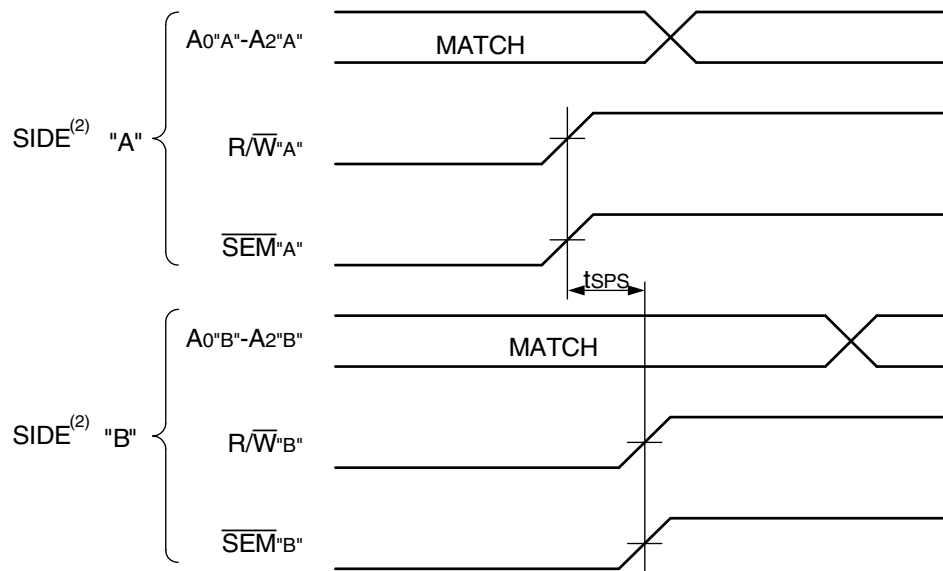 A0"A"-A2"A"
MATCH
SIDE(2) "A"
R/W"A"
SEM"A"
tSPS
A0"B"-A2"B"
MATCH
SIDE(2) "B"
R/W"B"
SEM"B"